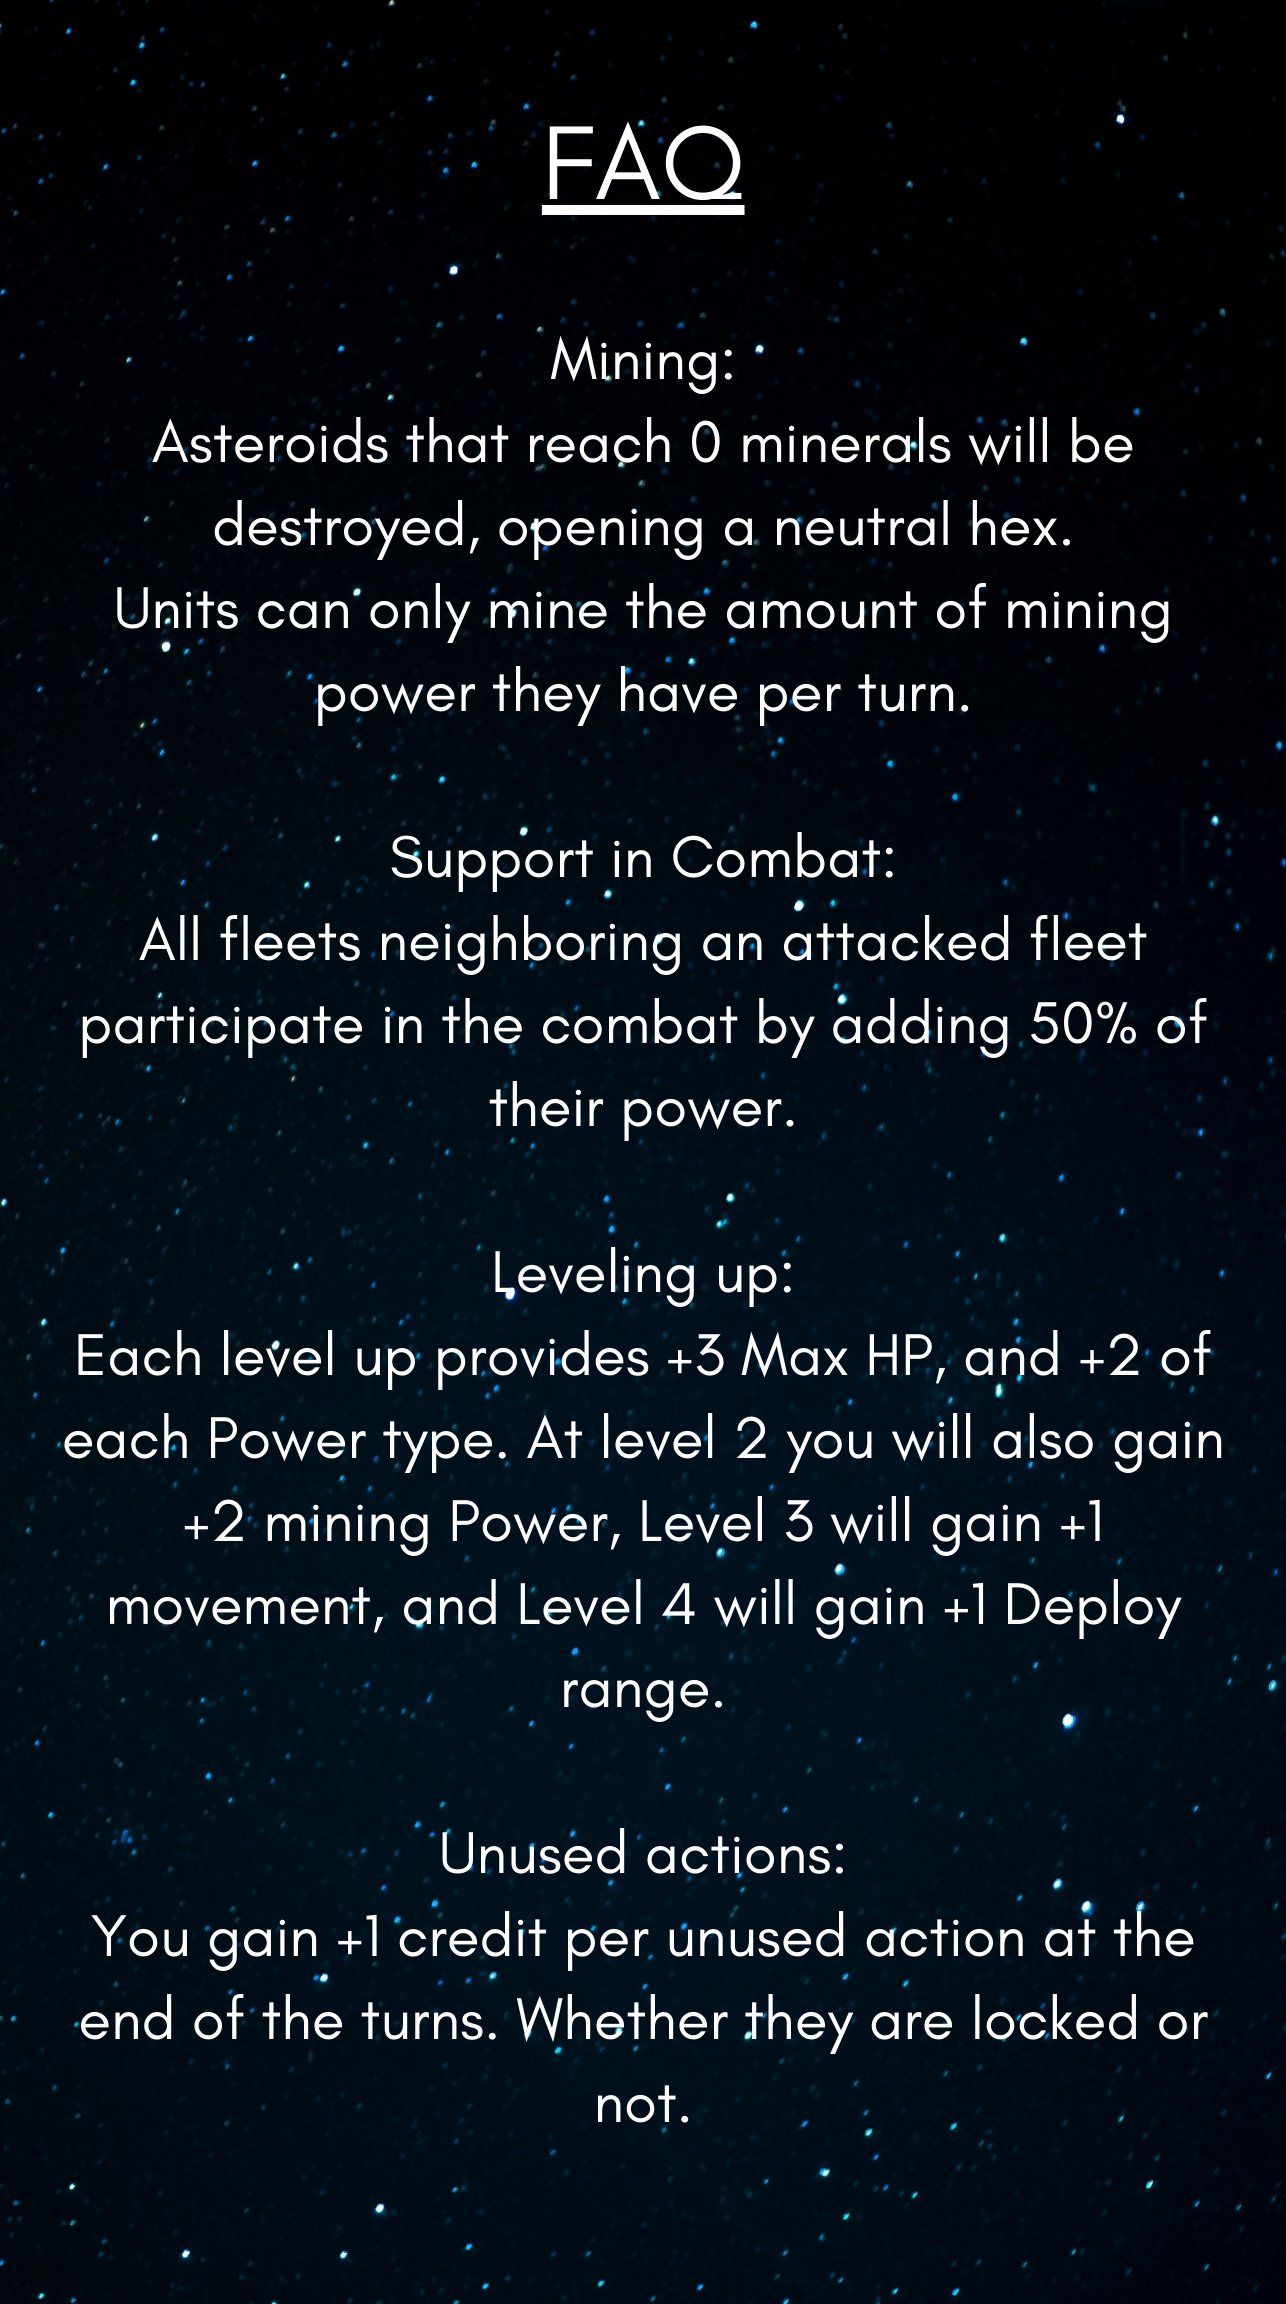 FAQ
Mining:
Asteroids that reach 0 minerals will be
destroyed, opening a neutral hex.
Units can only mine the amount of mining
power they have per turn.
Support in Combat:
All fleets neighboring an attacked fleet
participate in the combat by adding 50% of
their power.
Leveling up:
Each level up provides +3 Max HP, and +2 of
each Power type. At level 2 you will also gain
+2 mining Power, Level 3 will gain +1
movement, and Level 4 will gain +1 Deploy
range.
Unused actions:
You gain +1 credit per unused action at the
end of the turns. Whether they are locked or
not.